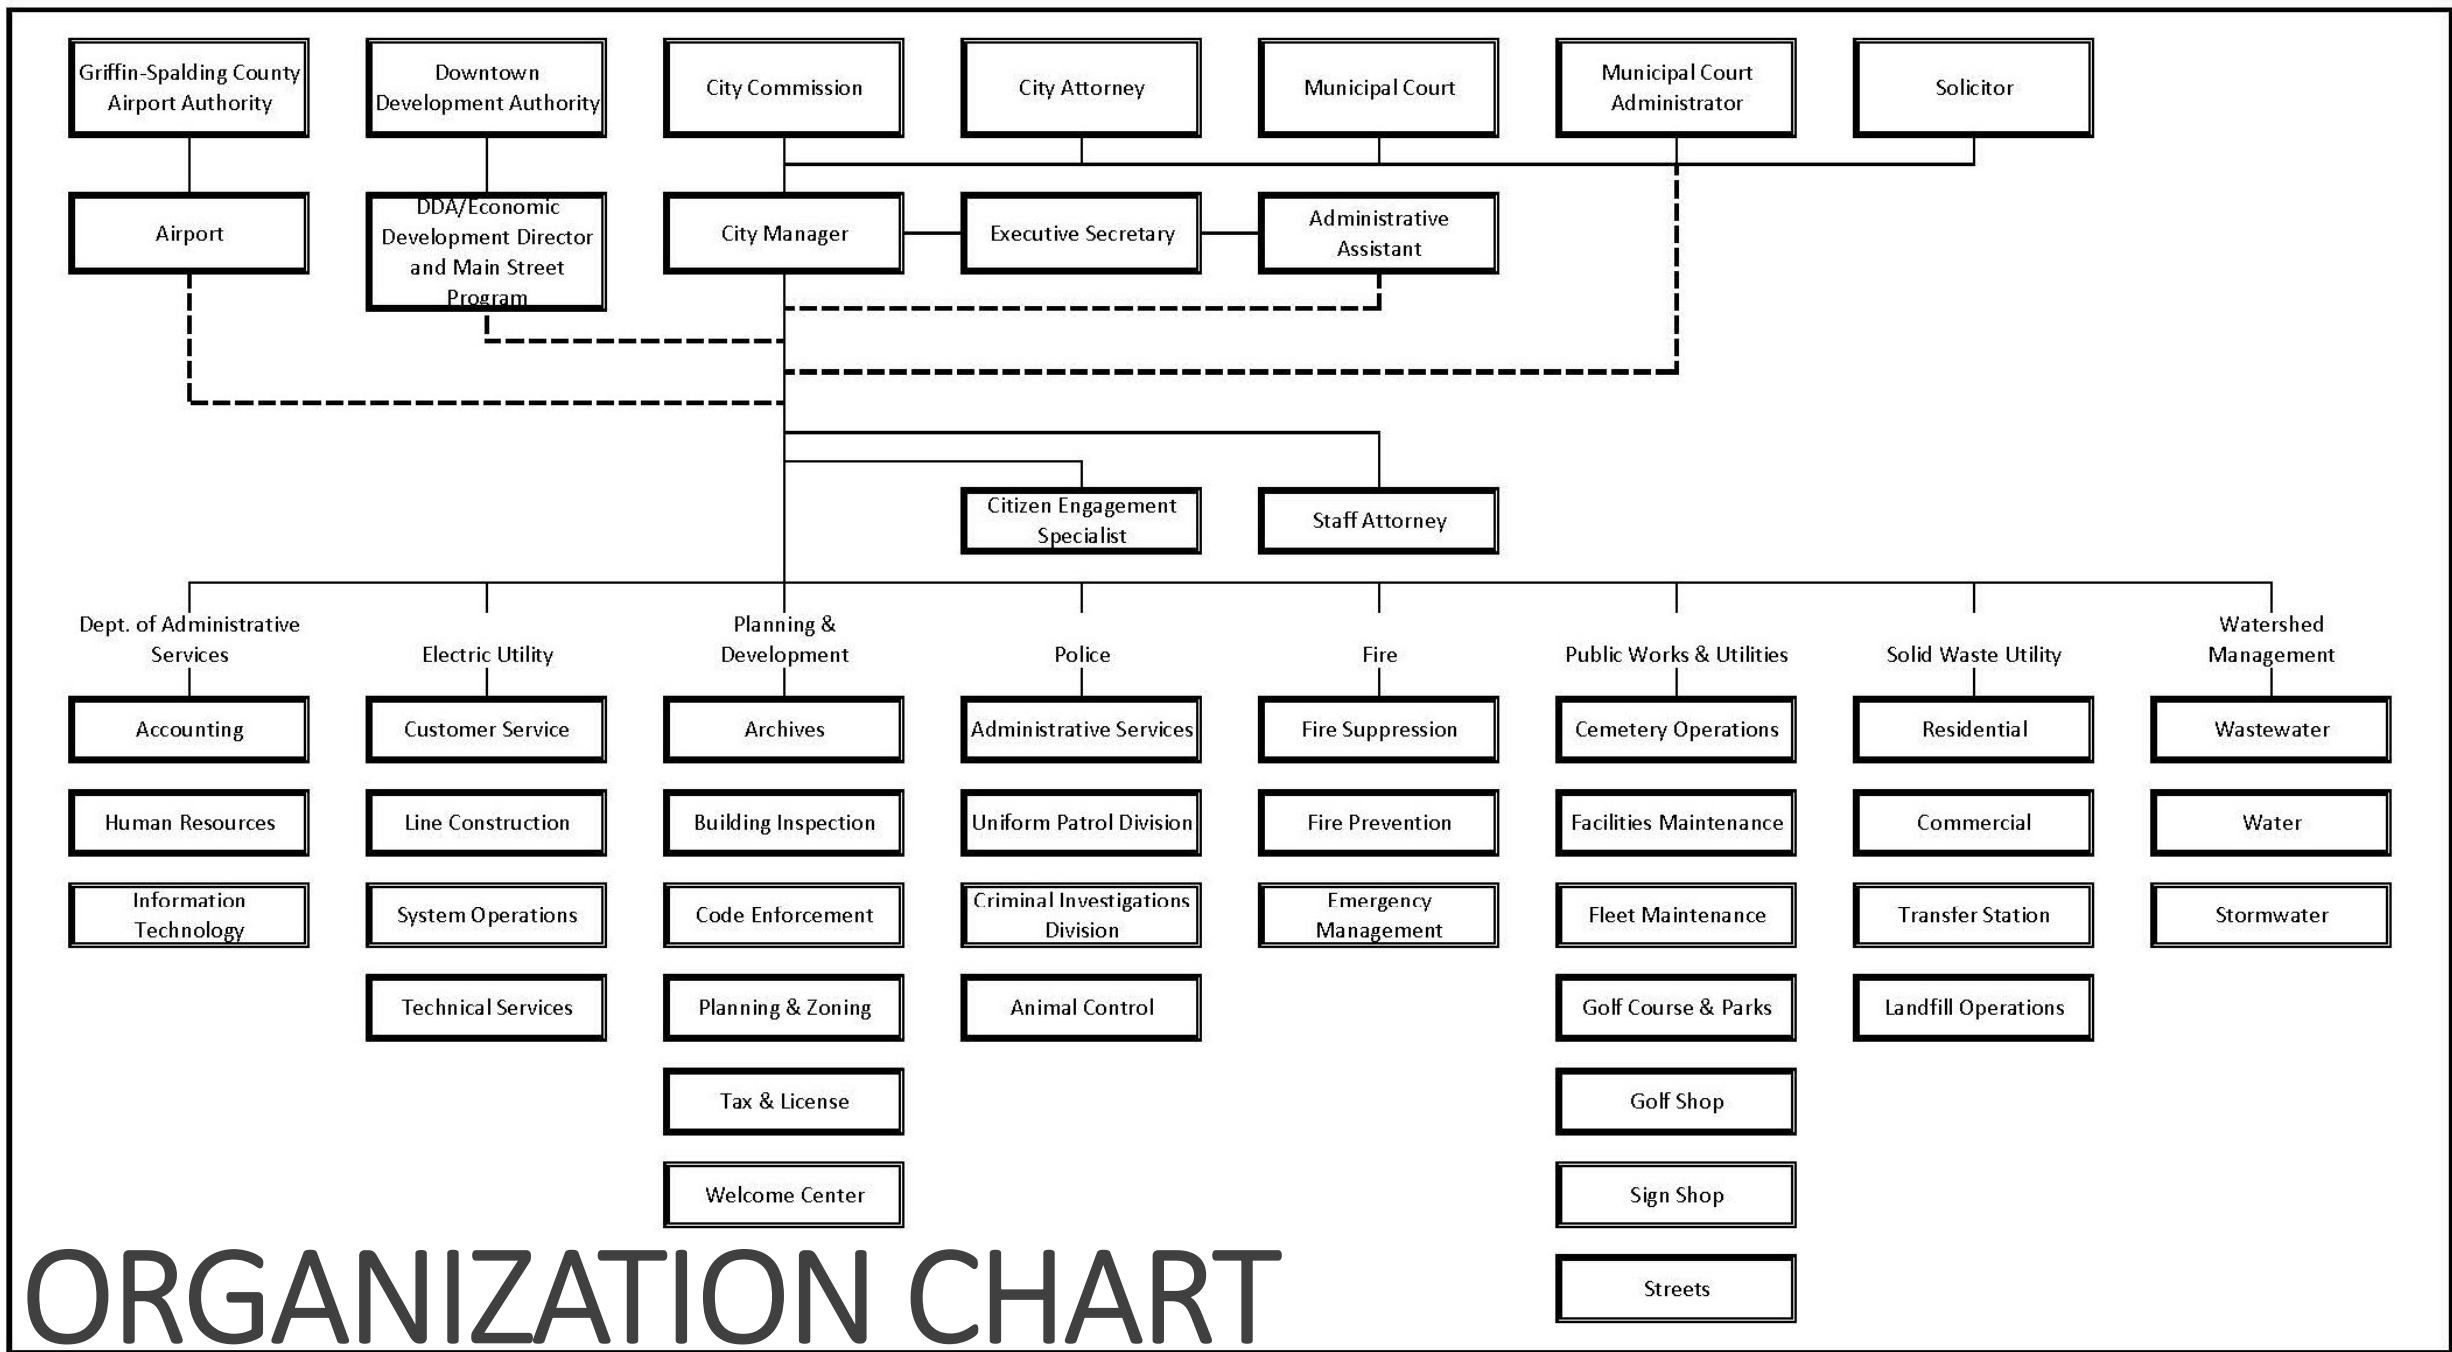 Griffin-Spalding County
Airport Authority
Downtown
Development Authority
City Commission
City Attorney
Municipal Court
Municipal Court
Administrator
Solicitor
Airport
DDA/Economic
Development Director
and Main Street
Program
City Manager
Executive Secretary
Administrative
Assistant
Citizen Engagement
Specialist
Staff Attorney
Dept. of Administrative
Services
Electric Utility
Planning &
Development
Police
Fire
Public Works & Utilities
Solid Waste Utility
Watershed
Management
Accounting
Customer Service
Archives
Administrative Services
Fire Suppression
Cemetery Operations
Residential
Wastewater
Human Resources
Line Construction
Building Inspection
Uniform Patrol Division
Fire Prevention
Facilities Maintenance
Commercial
Water
Information
Technology
System Operations
Code Enforcement
Criminal Investigations
Division
Emergency
Management
Fleet Maintenance
Transfer Station
Stormwater
Technical Services
Planning & Zoning
Animal Control
Golf Course & Parks
Landfill Operations
Tax & License
Golf Shop
Welcome Center
Sign Shop
Streets
ORGANIZATION CHART